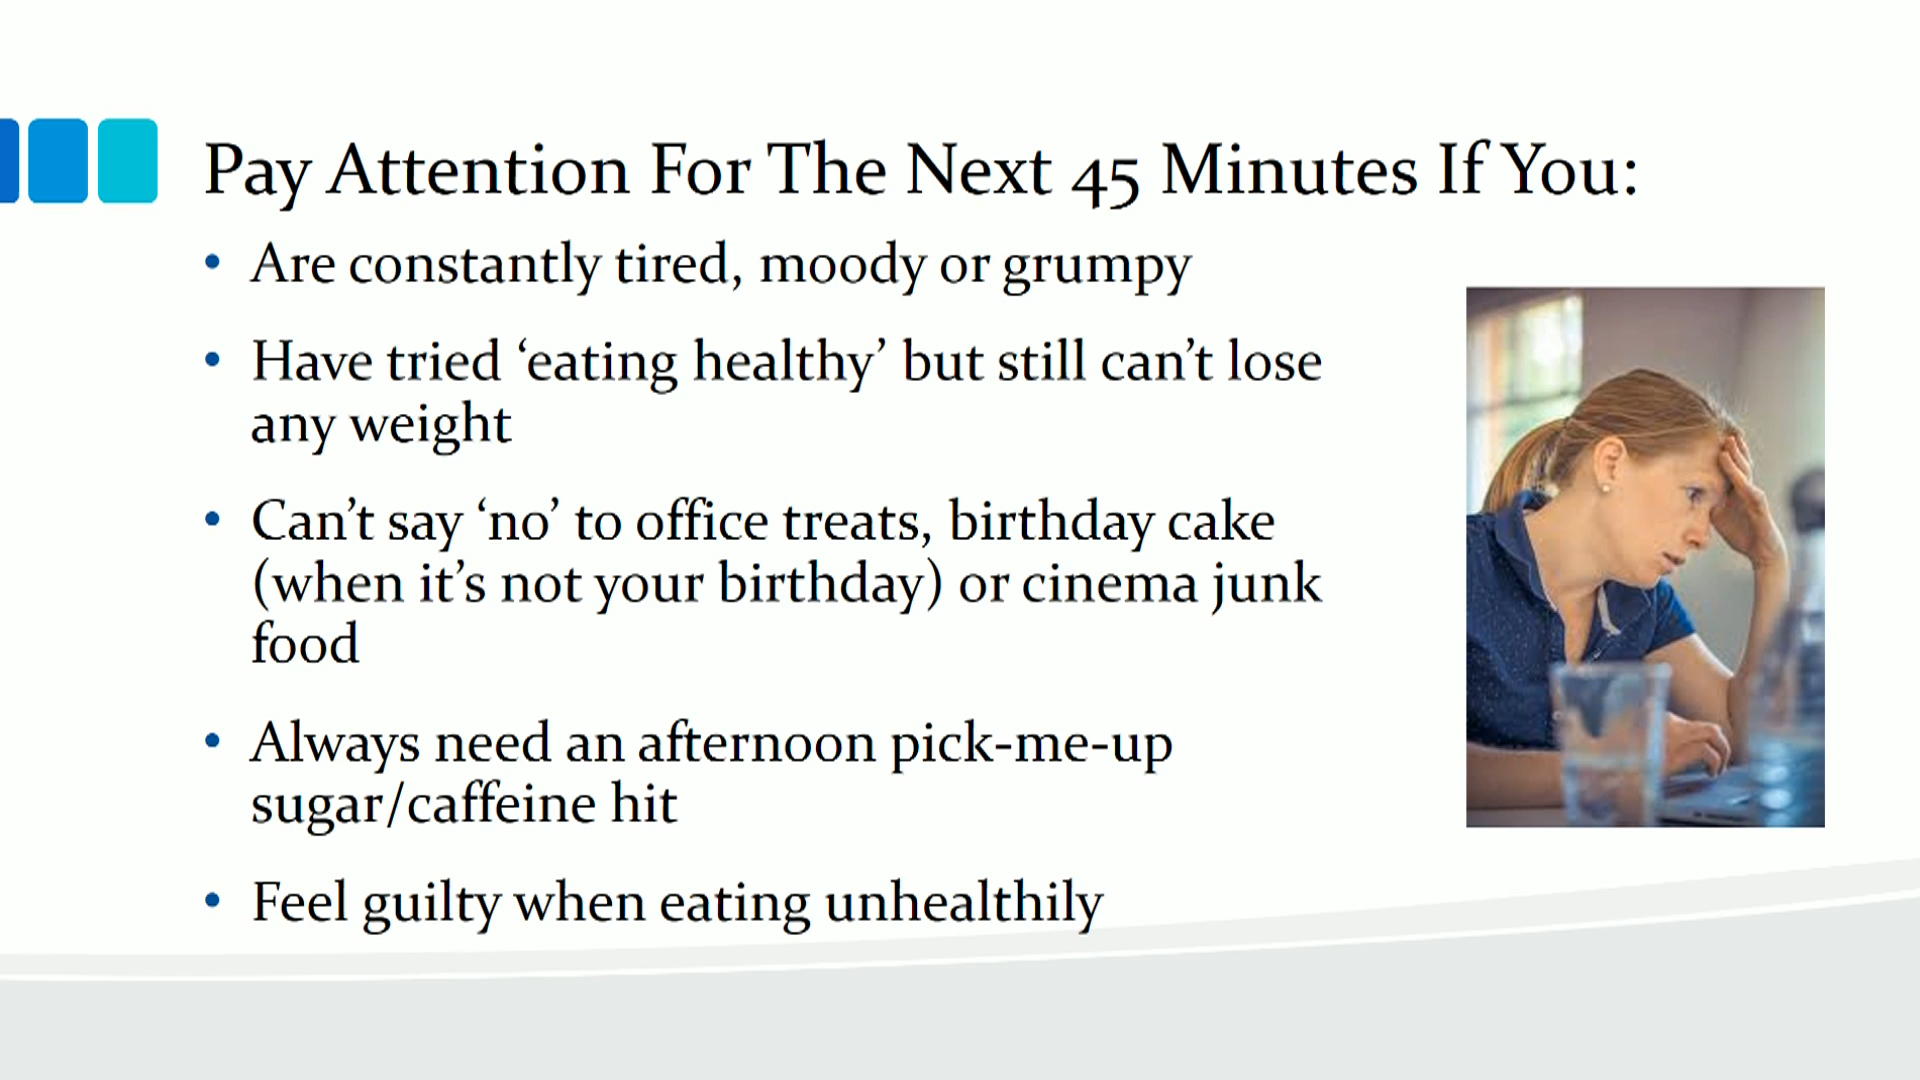 Pay Attention For The Next 45 Minutes If You:
• Are constantly tired, moody or grumpy
• Have tried ‘eating healthy’ but still can’t lose
any weight
• Can’t say ‘no’ to office treats, birthday cake
(when it’s not your birthday) or cinema junk
food
• Always need an afternoon pick-me-up
sugar/caffeine hit
• Feel guilty when eating unhealthily